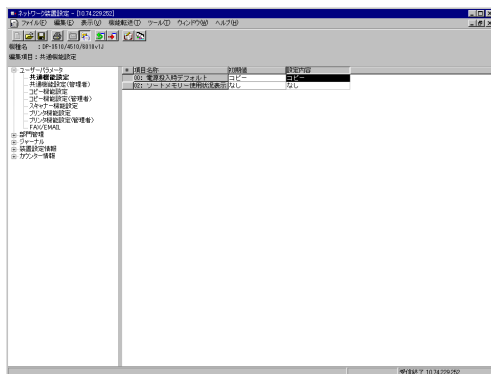 ネットワーク装置設定 - [10.74.229.252]
ファイル(F) 編集(E) 表示(V) 機能転送(T) ツール(T) ウィンドウ(W) ヘルプ(H)
機種名 : DP-3510/4510/6010v1J
編集項目 : 共通機能設定
ユーザーパラメータ
共通機能設定
共通機能設定(管理者)
コピー機能設定
コピー機能設定(管理者)
スキャナー機能設定
プリンタ機能設定
プリンタ機能設定(管理者)
FAX/EMAIL
部門管理
ジャーナル
装置設定情報
カウンター情報
* 項目名称 初期値 設定内容
00: 電源投入時デフォルト コピー コピー
02: ソートメモリー使用状況表示 なし なし
受信終了 10.74.229.252